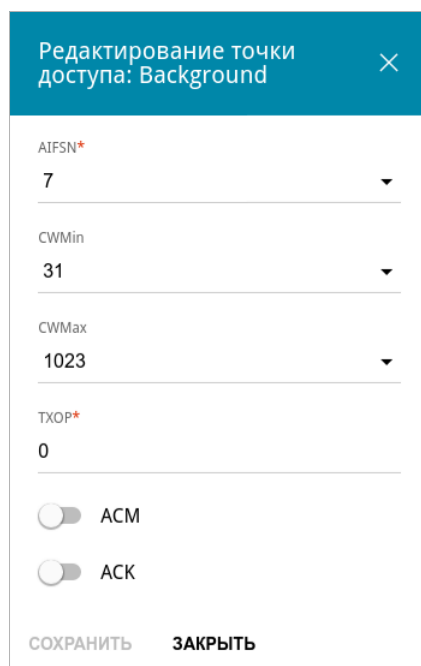 Редактирование точки
доступа: Background
AIFSN*
7
CWMin
31
CWMax
1023
TXOP*
0
ACM
ACK
СОХРАНИТЬ ЗАКРЫТЬ